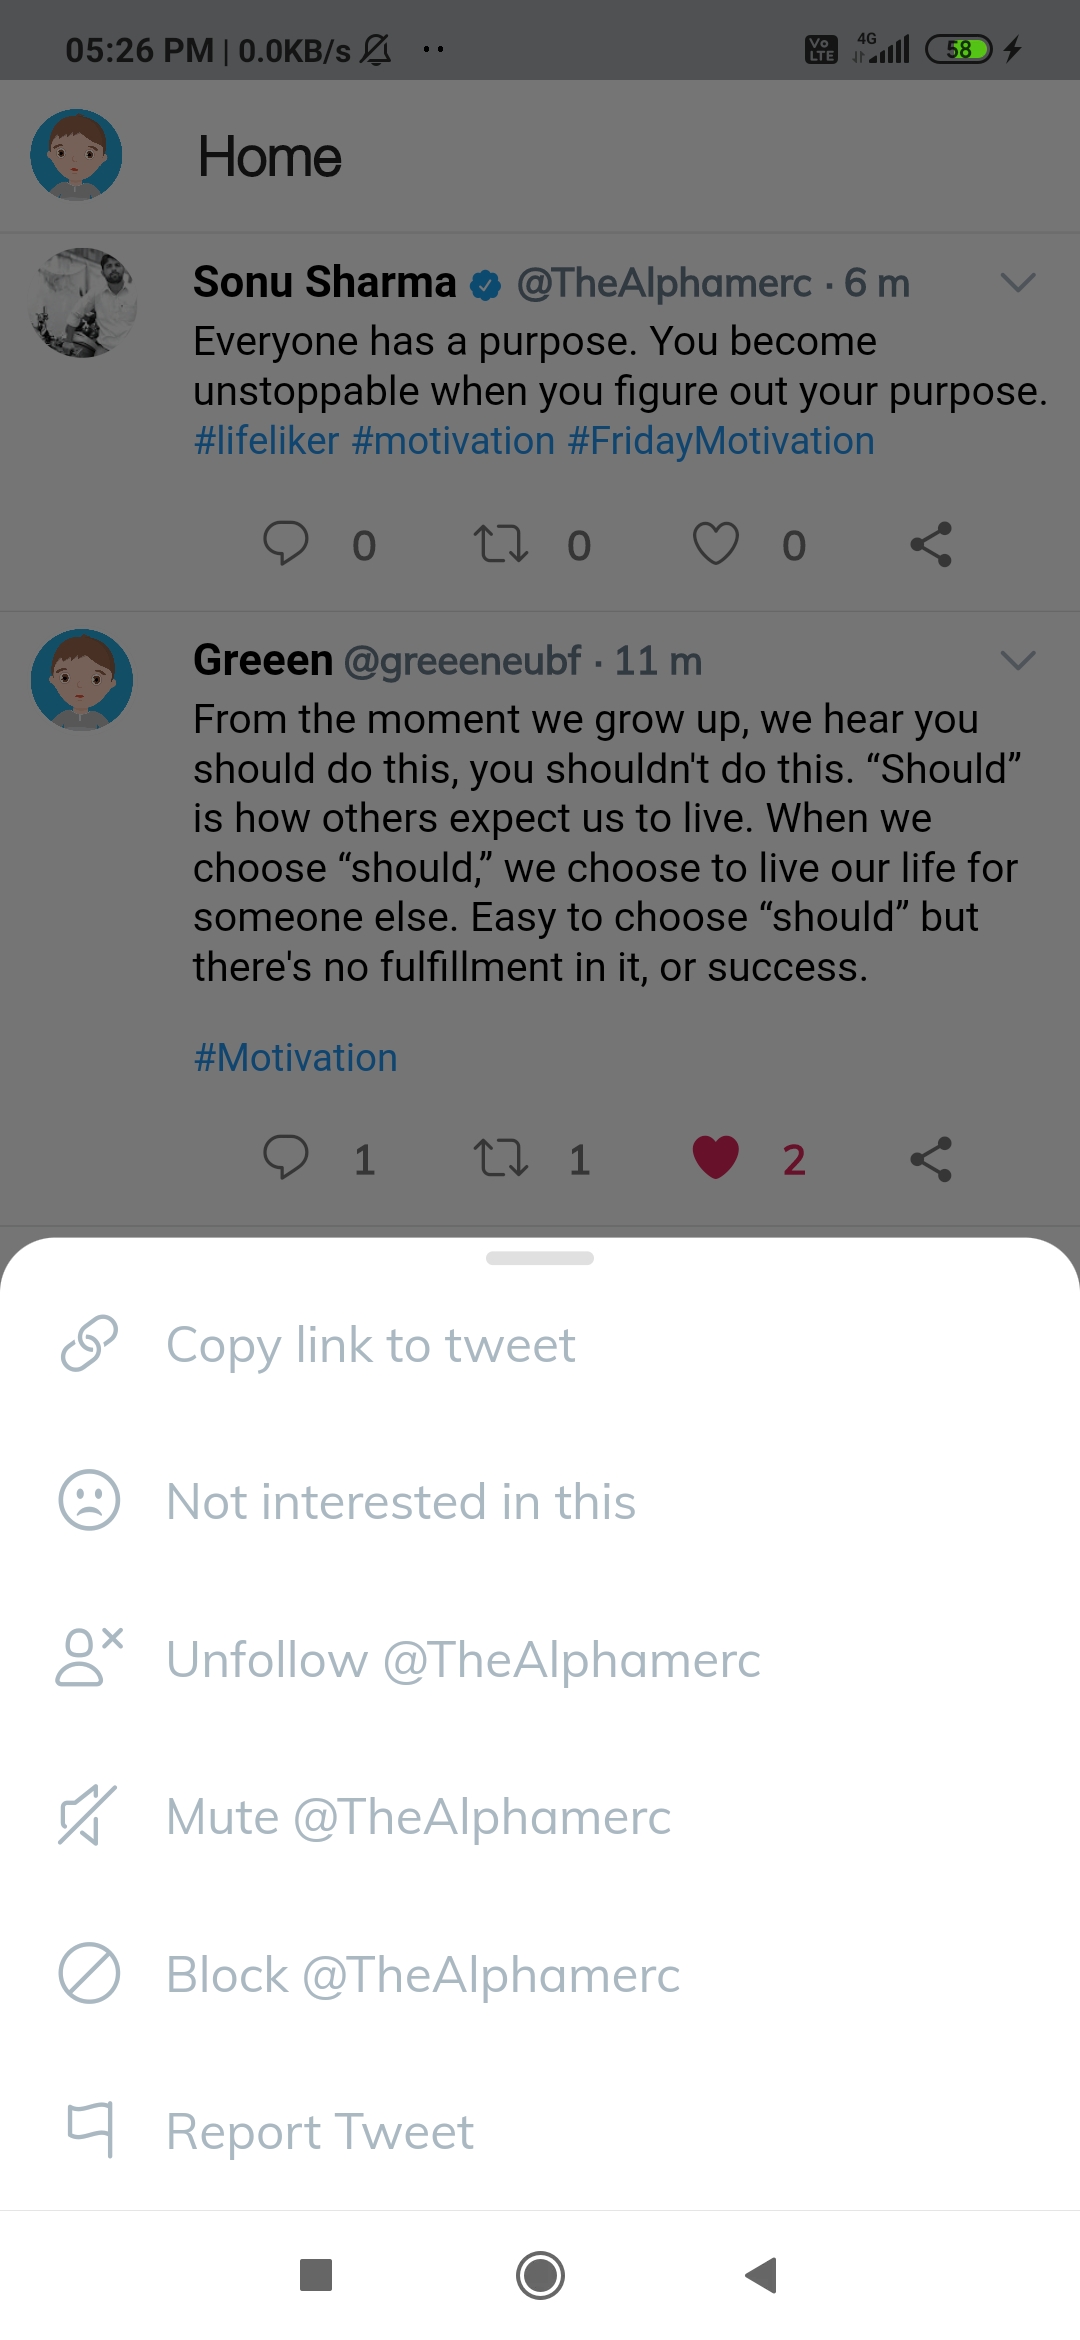 05:26 PM | 0.0KB/s
Vo LTE 4G 58
Home
Sonu Sharma @TheAlphamerc · 6 m
Everyone has a purpose. You become
unstoppable when you figure out your purpose.
#lifeliker #motivation #FridayMotivation
0 0 0
Greeen @greeeneubf · 11 m
From the moment we grow up, we hear you
should do this, you shouldn't do this. “Should”
is how others expect us to live. When we
choose “should,” we choose to live our life for
someone else. Easy to choose “should” but
there's no fulfillment in it, or success.
#Motivation
1 1 2
Copy link to tweet
Not interested in this
Unfollow @TheAlphamerc
Mute @TheAlphamerc
Block @TheAlphamerc
Report Tweet